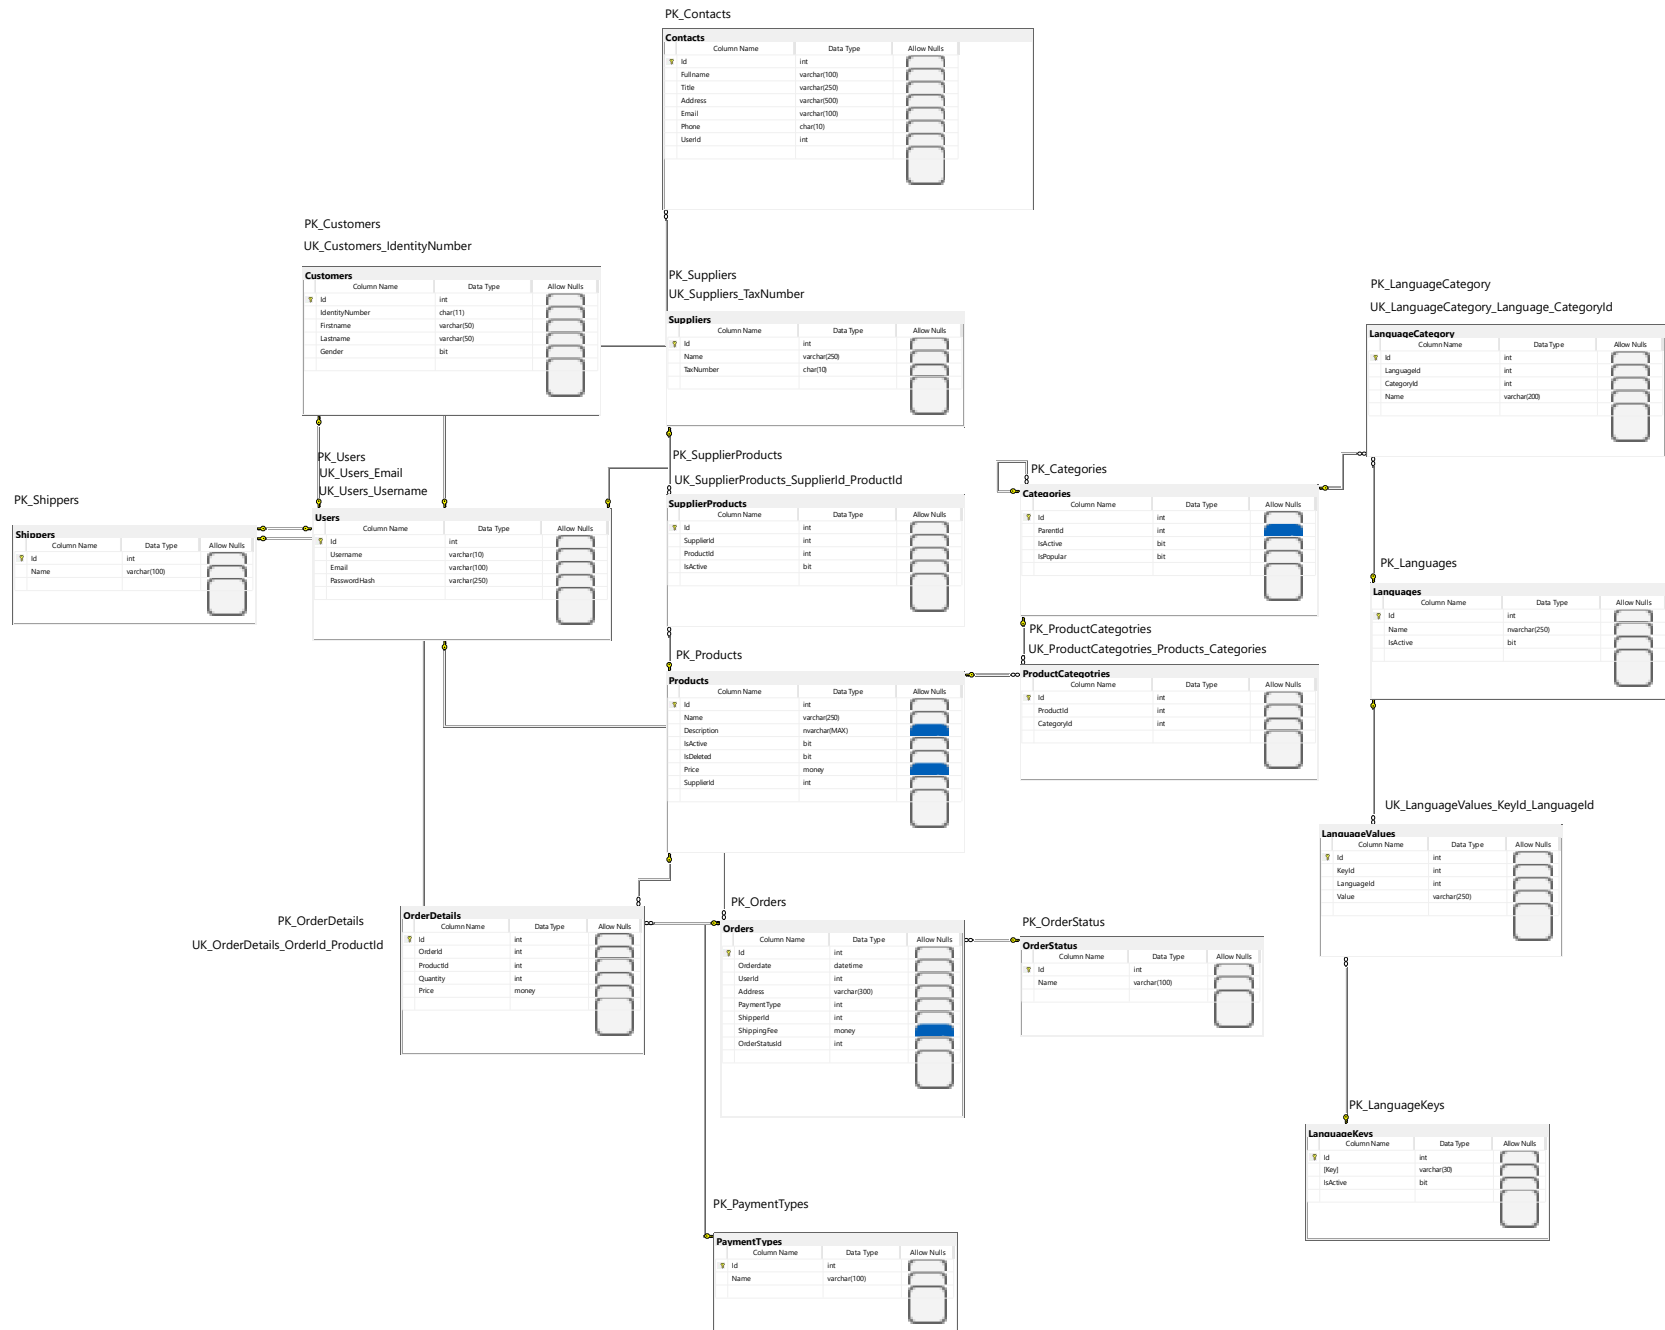 PK_Contacts
Contacts
Column Name Data Type Allow Nulls
Id int
Fullname varchar(100)
Title varchar(250)
Address varchar(500)
Email varchar(100)
Phone char(10)
UserId int
PK_Customers
UK_Customers_IdentityNumber
Customers
Column Name Data Type Allow Nulls
Id int
IdentityNumber char(11)
Firstname varchar(50)
Lastname varchar(50)
Gender bit
PK_Suppliers
UK_Suppliers_TaxNumber
Suppliers
Column Name Data Type Allow Nulls
Id int
Name varchar(250)
TaxNumber char(10)
PK_LanguageCategory
UK_LanguageCategory_Language_CategoryId
LanguageCategory
Column Name Data Type Allow Nulls
Id int
LanguageId int
CategoryId int
Name varchar(200)
PK_Shippers
Shippers
Column Name Data Type Allow Nulls
Id int
Name varchar(100)
PK_Users
UK_Users_Email
UK_Users_Username
Users
Column Name Data Type Allow Nulls
Id int
Username varchar(10)
Email varchar(100)
PasswordHash varchar(250)
PK_SupplierProducts
UK_SupplierProducts_SupplierId_ProductId
SupplierProducts
Column Name Data Type Allow Nulls
Id int
SupplierId int
ProductId int
IsActive bit
PK_Categories
Categories
Column Name Data Type Allow Nulls
Id int
ParentId int
IsActive bit
IsPopular bit
PK_Languages
Languages
Column Name Data Type Allow Nulls
Id int
Name nvarchar(250)
IsActive bit
PK_Products
Products
Column Name Data Type Allow Nulls
Id int
Name varchar(250)
Description nvarchar(MAX)
IsActive bit
IsDeleted bit
Price money
SupplierId int
PK_ProductCategotries
UK_ProductCategotries_Products_Categories
ProductCategotries
Column Name Data Type Allow Nulls
Id int
ProductId int
CategoryId int
UK_LanguageValues_KeyId_LanguageId
LanguageValues
Column Name Data Type Allow Nulls
Id int
KeyId int
LanguageId int
Value varchar(250)
PK_OrderDetails
UK_OrderDetails_OrderId_ProductId
OrderDetails
Column Name Data Type Allow Nulls
Id int
OrderId int
ProductId int
Quantity int
Price money
PK_Orders
Orders
Column Name Data Type Allow Nulls
Id int
Orderdate datetime
UserId int
Address varchar(300)
PaymentType int
ShipperId int
ShippingFee money
OrderStatusId int
PK_OrderStatus
OrderStatus
Column Name Data Type Allow Nulls
Id int
Name varchar(100)
PK_LanguageKeys
LanguageKeys
Column Name Data Type Allow Nulls
Id int
[Key] varchar(30)
IsActive bit
PK_PaymentTypes
PaymentTypes
Column Name Data Type Allow Nulls
Id int
Name varchar(100)